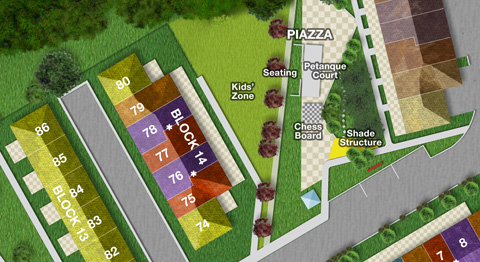 PIAZZA
Seating
Petanque
Court
Kids'
Zone
Chess
Board
Shade
Structure
80
79
78
*
77
76
*
75
74
BLOCK 14
86
85
84
83
82
BLOCK 13
8
7